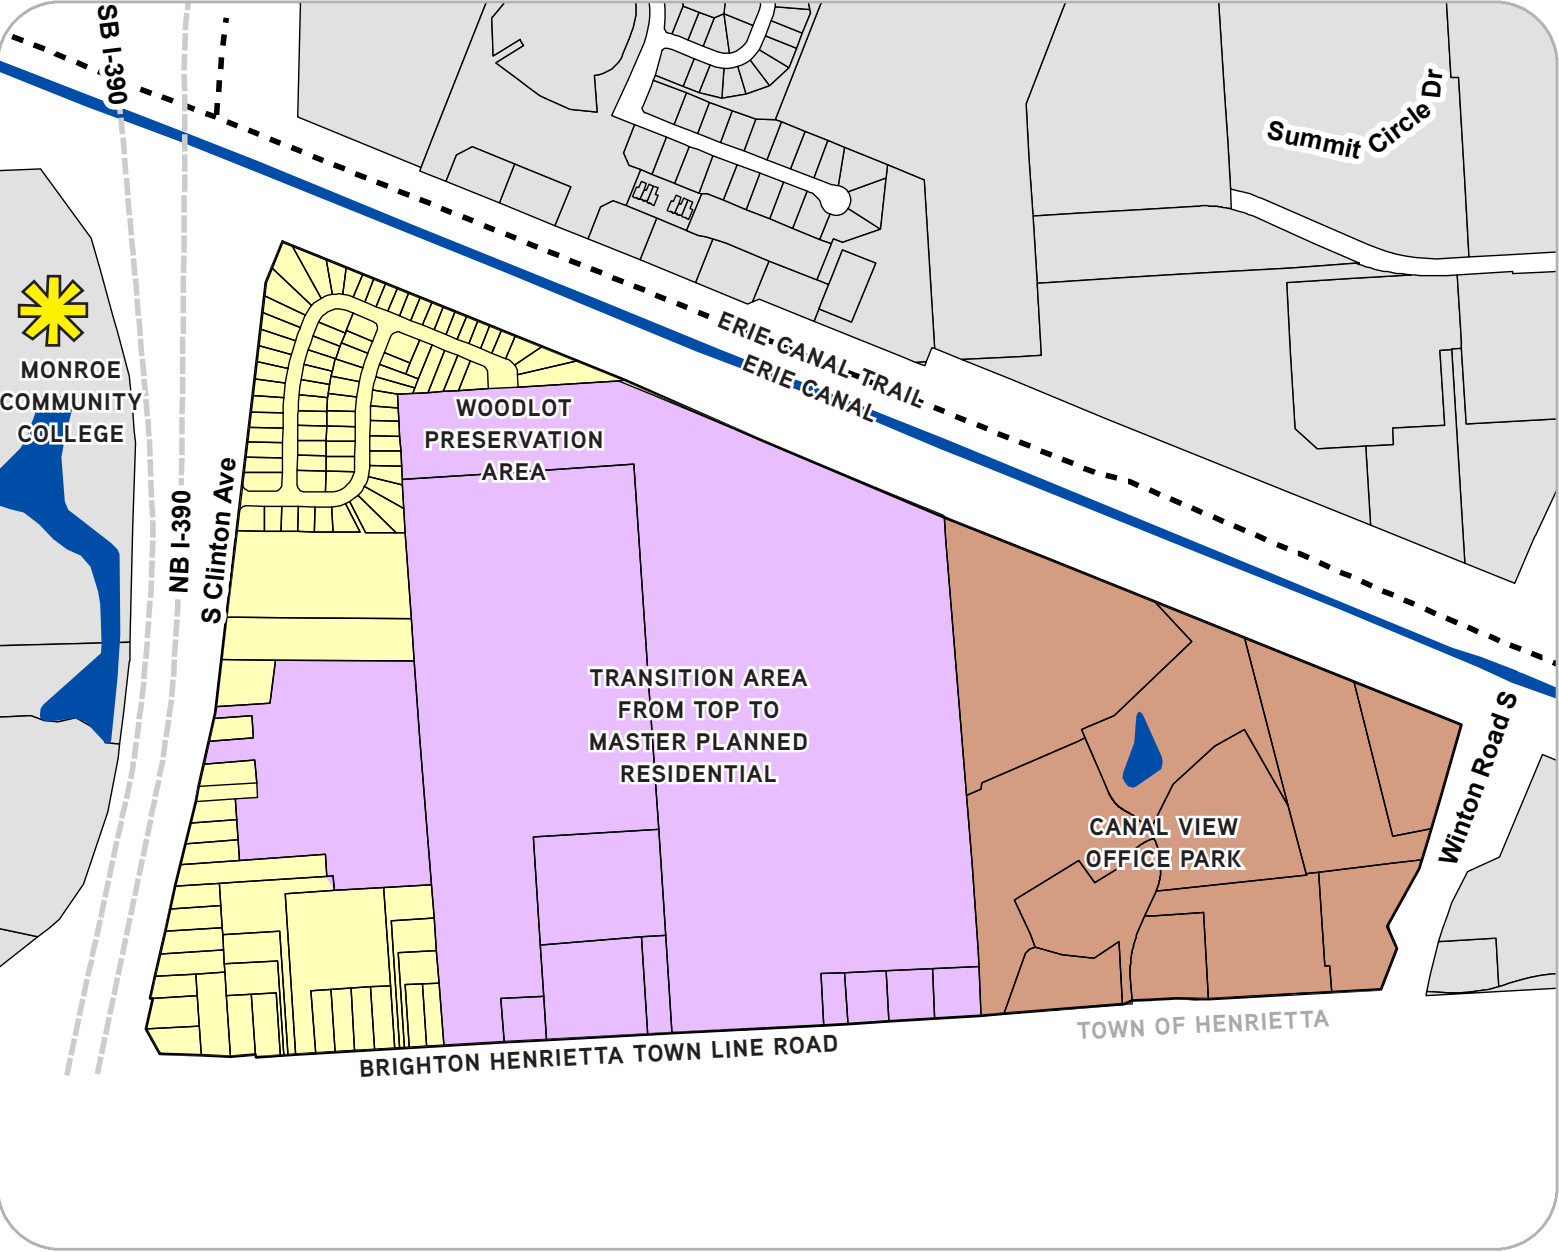 SB I-390
Summit Circle Dr
ERIE CANAL TRAIL
ERIE CANAL
MONROE
COMMUNITY
COLLEGE
WOODLOT
PRESERVATION
AREA
NB I-390
S Clinton Ave
TRANSITION AREA
FROM TOP TO
MASTER PLANNED
RESIDENTIAL
Winton Road S
CANAL VIEW
OFFICE PARK
TOWN OF HENRIETTA
BRIGHTON HENRIETTA TOWN LINE ROAD